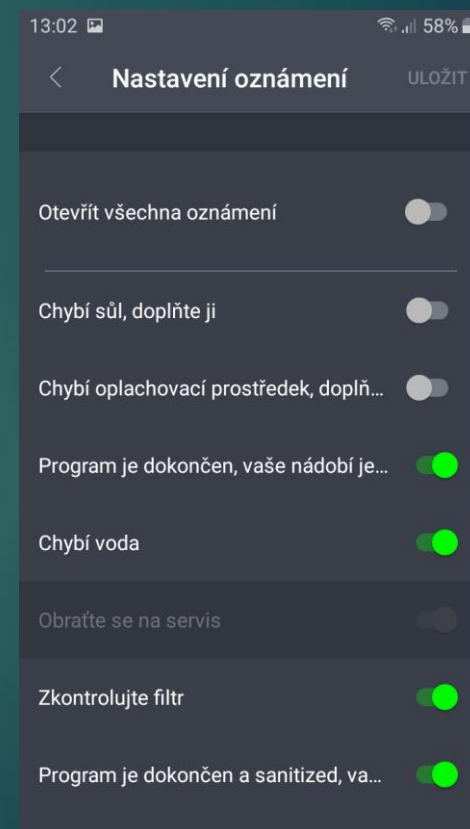 13:02 58%
Nastavení oznámení ULOŽIT
Otevřít všechna oznámení
Chybí sůl, doplňte ji
Chybí oplachovací prostředek, doplň...
Program je dokončen, vaše nádobí je...
Chybí voda
Obraťte se na servis
Zkontrolujte filtr
Program je dokončen a sanitized, va...